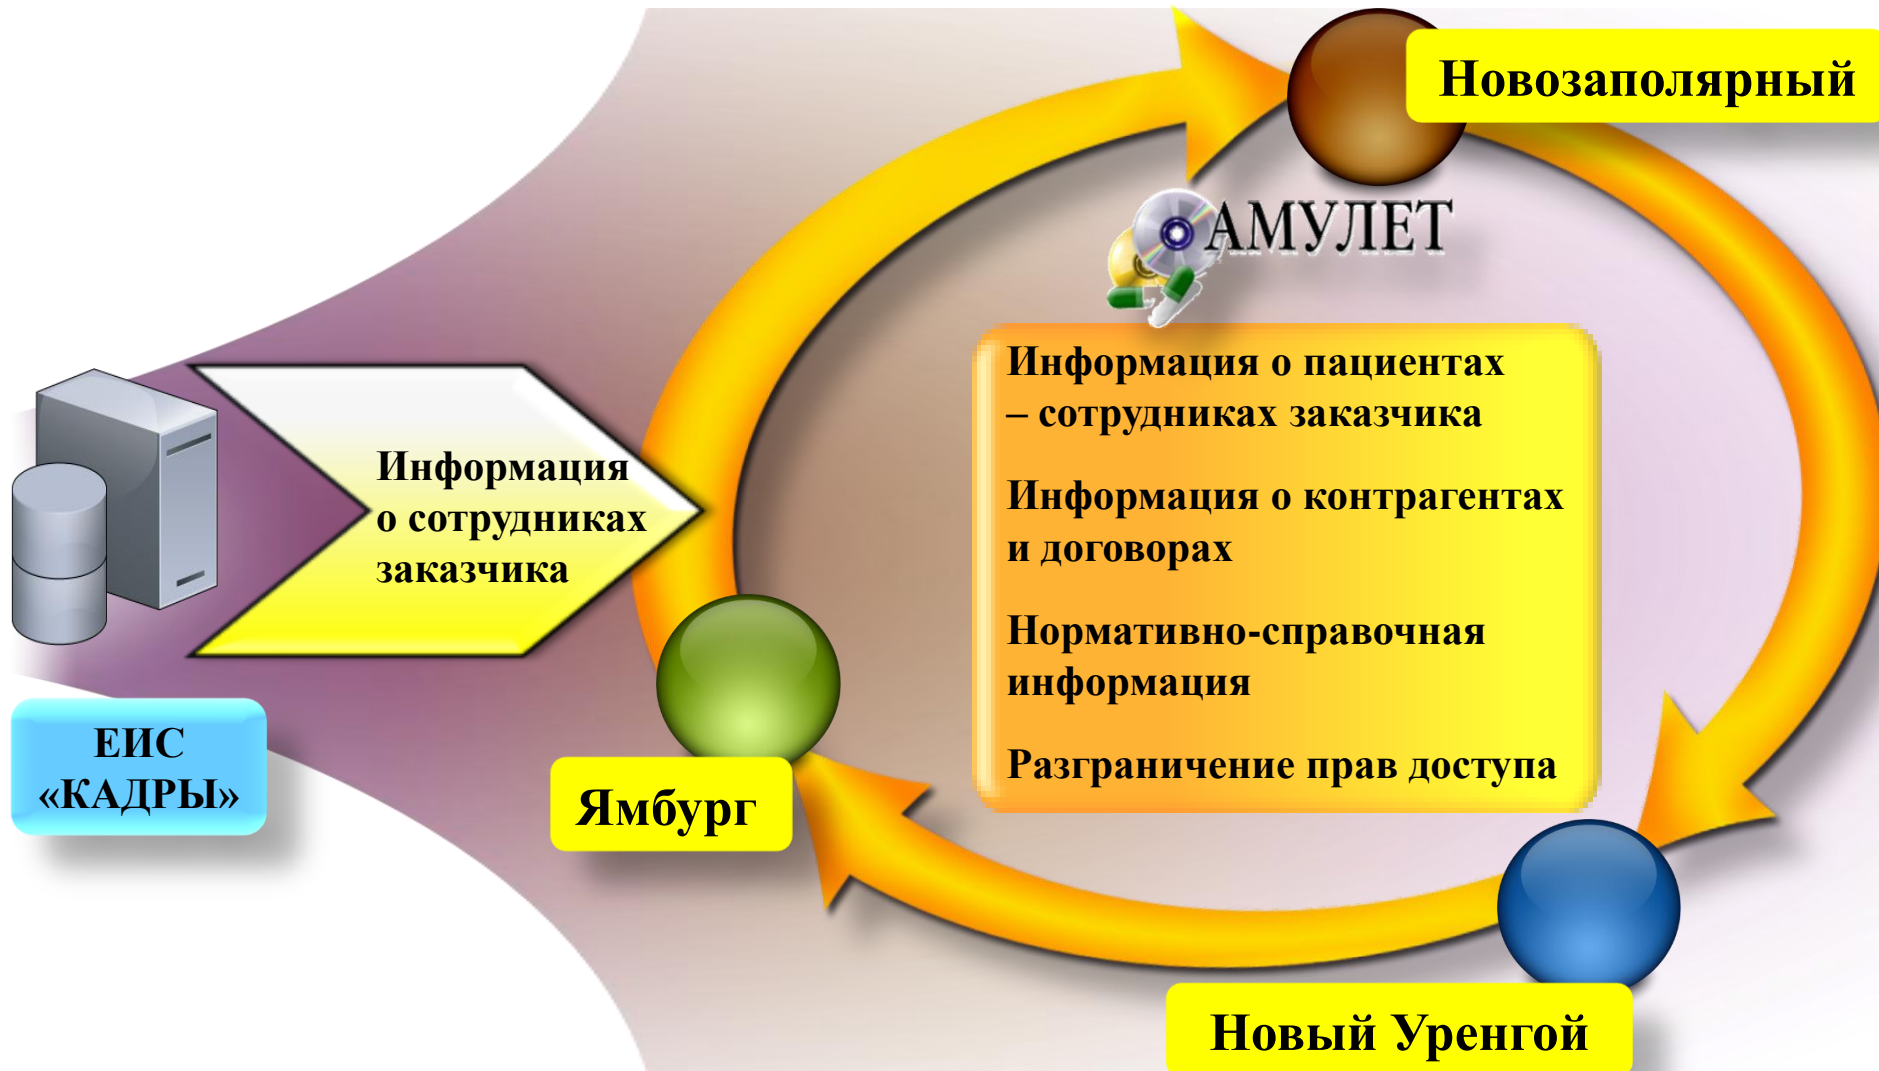 Новозаполярный
АМУЛЕТ
Информация о пациентах
– сотрудниках заказчика
Информация о контрагентах
и договорах
Нормативно-справочная
информация
Разграничение прав доступа
Информация
о сотрудниках
заказчика
ЕИС
«КАДРЫ»
Ямбург
Новый Уренгой